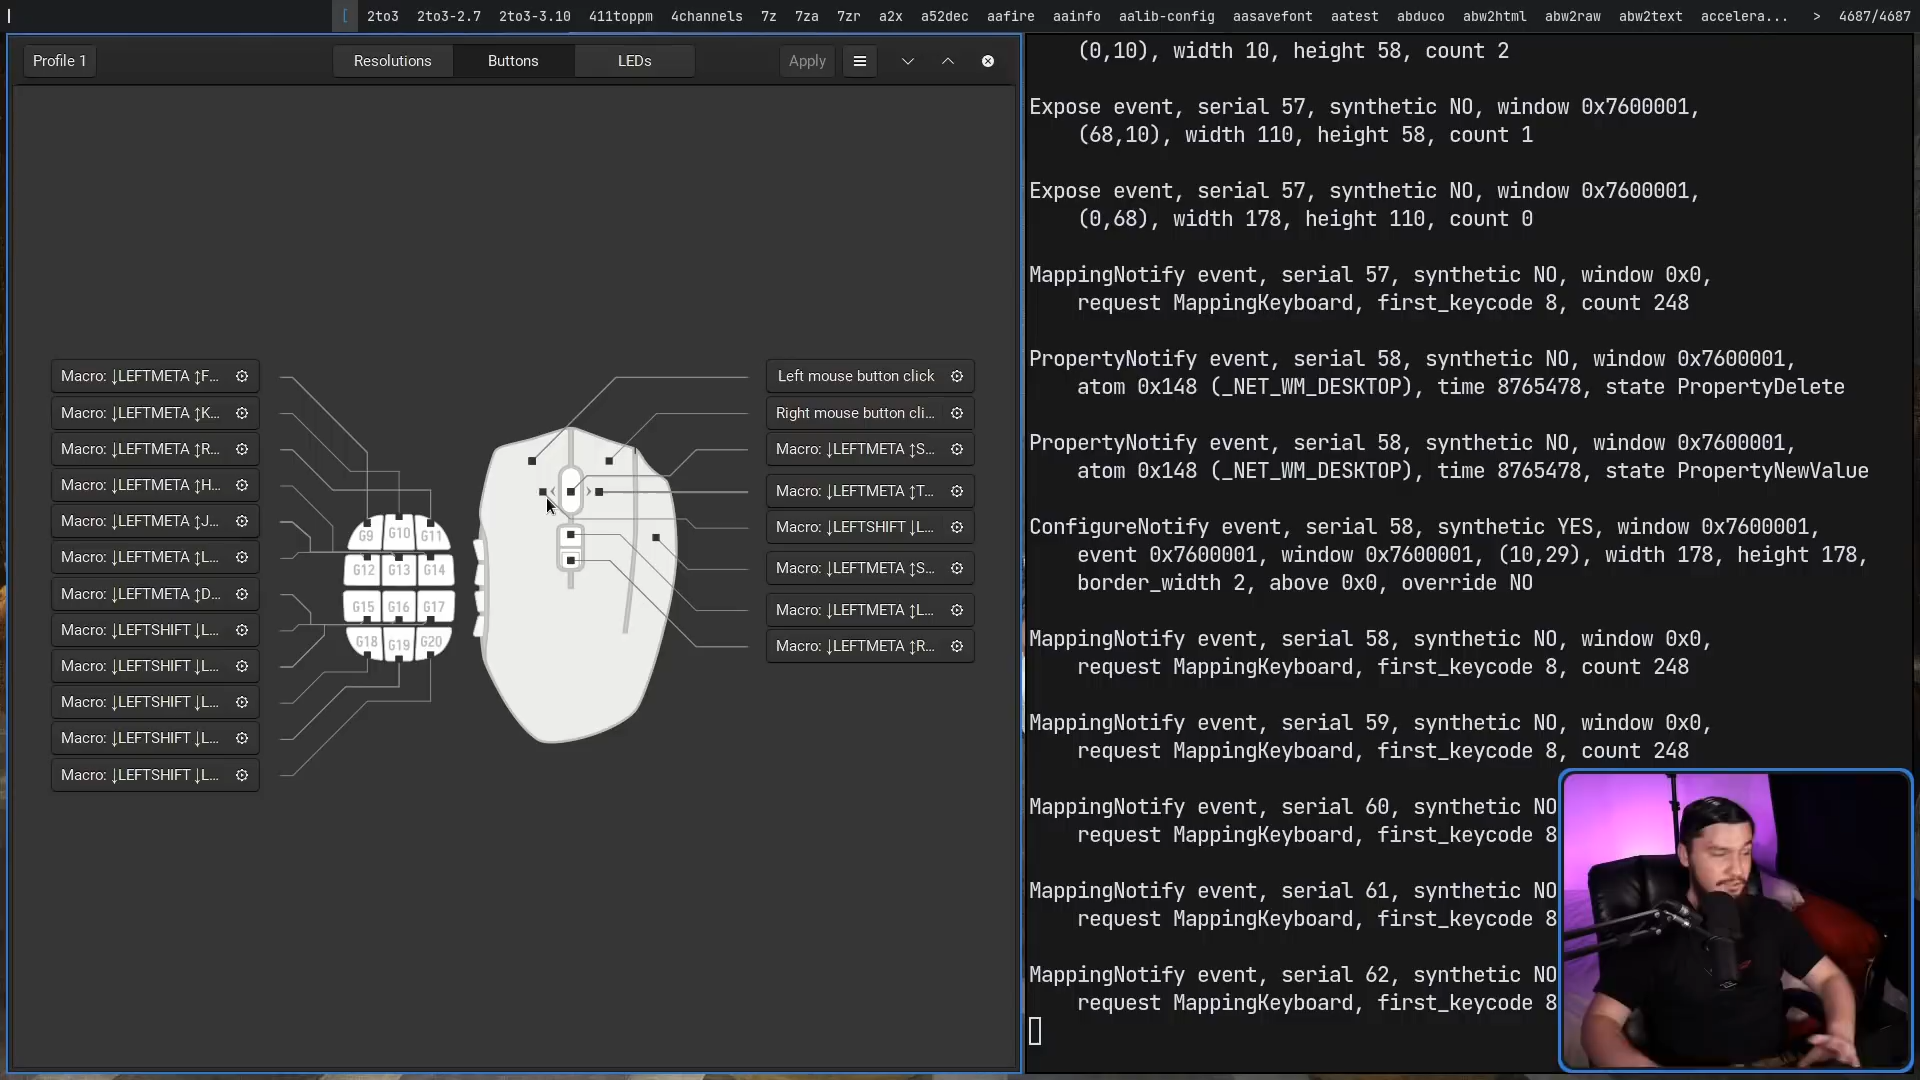 [ 2to3 2to3-2.7 2to3-3.10 411toppm 4channels 7z 7za 7zr a2x a52dec aafire aainfo aalib-config aasavefont aatest abduco abw2html abw2raw abw2text accelera... > 4687/4687
Profile 1
Resolutions
Buttons
LEDs
Apply
Macro: ↓LEFTMETA ↕F...
Macro: ↓LEFTMETA ↕K...
Macro: ↓LEFTMETA ↕R...
Macro: ↓LEFTMETA ↕H...
Macro: ↓LEFTMETA ↕J...
Macro: ↓LEFTMETA ↕L...
Macro: ↓LEFTMETA ↕D...
Macro: ↓LEFTSHIFT ↓L...
Macro: ↓LEFTSHIFT ↓L...
Macro: ↓LEFTSHIFT ↓L...
Macro: ↓LEFTSHIFT ↓L...
Macro: ↓LEFTSHIFT ↓L...
G9 G10 G11
G12 G13 G14
G15 G16 G17
G18 G19 G20
Left mouse button click
Right mouse button cli...
Macro: ↓LEFTMETA ↕S...
Macro: ↓LEFTMETA ↕T...
Macro: ↓LEFTSHIFT ↓L...
Macro: ↓LEFTMETA ↕S...
Macro: ↓LEFTMETA ↕L...
Macro: ↓LEFTMETA ↕R...
(0,10), width 10, height 58, count 2
Expose event, serial 57, synthetic NO, window 0x7600001,
(68,10), width 110, height 58, count 1
Expose event, serial 57, synthetic NO, window 0x7600001,
(0,68), width 178, height 110, count 0
MappingNotify event, serial 57, synthetic NO, window 0x0,
request MappingKeyboard, first_keycode 8, count 248
PropertyNotify event, serial 58, synthetic NO, window 0x7600001,
atom 0x148 (_NET_WM_DESKTOP), time 8765478, state PropertyDelete
PropertyNotify event, serial 58, synthetic NO, window 0x7600001,
atom 0x148 (_NET_WM_DESKTOP), time 8765478, state PropertyNewValue
ConfigureNotify event, serial 58, synthetic YES, window 0x7600001,
event 0x7600001, window 0x7600001, (10,29), width 178, height 178,
border_width 2, above 0x0, override NO
MappingNotify event, serial 58, synthetic NO, window 0x0,
request MappingKeyboard, first_keycode 8, count 248
MappingNotify event, serial 59, synthetic NO, window 0x0,
request MappingKeyboard, first_keycode 8, count 248
MappingNotify event, serial 60, synthetic NO
request MappingKeyboard, first_keycode 8
MappingNotify event, serial 61, synthetic NO
request MappingKeyboard, first_keycode 8
MappingNotify event, serial 62, synthetic NO
request MappingKeyboard, first_keycode 8